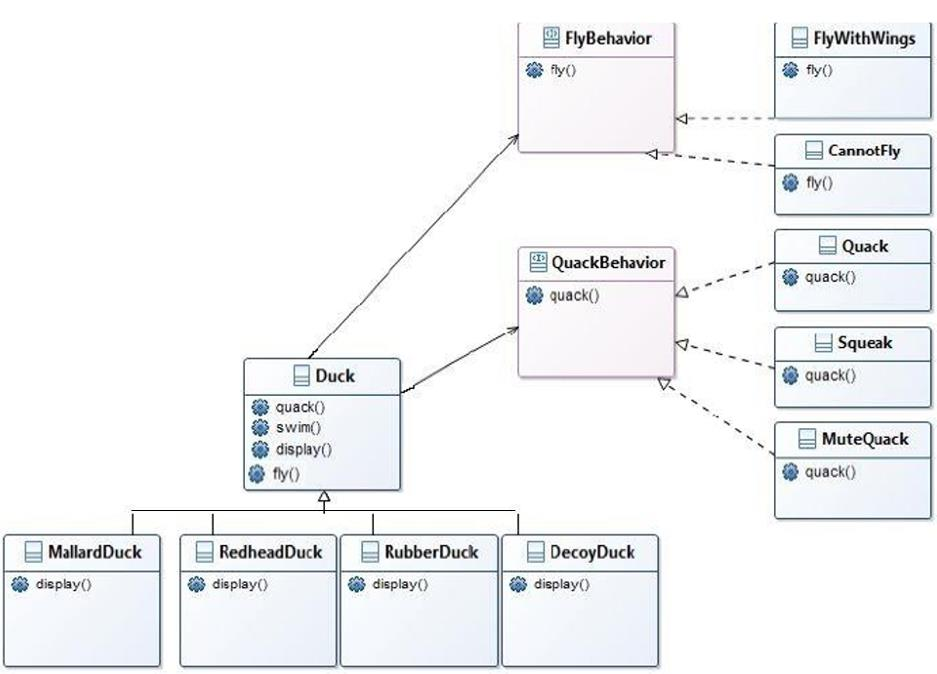 FlyBehavior
fly()
FlyWithWings
fly()
CannotFly
fly()
QuackBehavior
quack()
Quack
quack()
Squeak
quack()
MuteQuack
quack()
Duck
quack()
swim()
display()
fly()
MallardDuck
display()
RedheadDuck
display()
RubberDuck
display()
DecoyDuck
display()